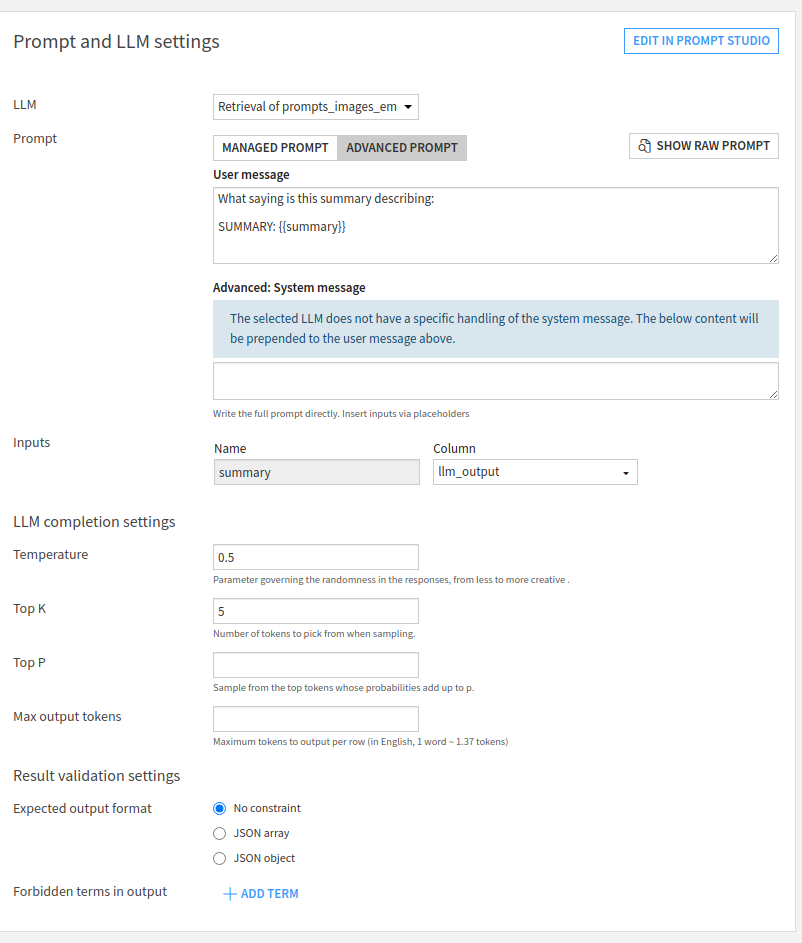 Prompt and LLM settings
EDIT IN PROMPT STUDIO
LLM
Retrieval of prompts_images_em
Prompt
MANAGED PROMPT
ADVANCED PROMPT
SHOW RAW PROMPT
User message
What saying is this summary describing:
SUMMARY: {{summary}}
Advanced: System message
The selected LLM does not have a specific handling of the system message. The below content will
be prepended to the user message above.
Write the full prompt directly. Insert inputs via placeholders
Inputs
Name
Column
summary
llm_output
LLM completion settings
Temperature
0.5
Parameter governing the randomness in the responses, from less to more creative .
Top K
5
Number of tokens to pick from when sampling.
Top P
Sample from the top tokens whose probabilities add up to p.
Max output tokens
Maximum tokens to output per row (in English, 1 word ~ 1.37 tokens)
Result validation settings
Expected output format
No constraint
JSON array
JSON object
Forbidden terms in output
ADD TERM